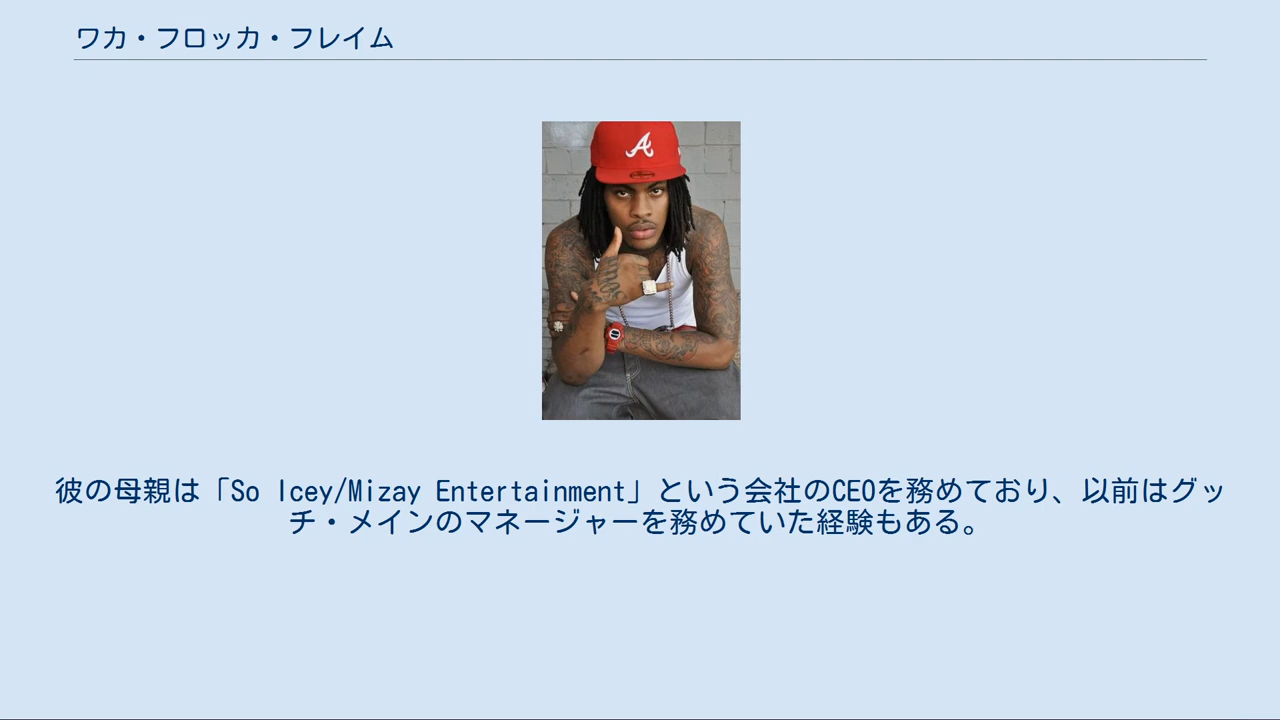 ワカ・フロッカ・フレイム
A
彼の母親は「So Icey/Mizay Entertainment」という会社のCEOを務めており、以前はグッ
チ・メインのマネージャーを務めていた経験もある。